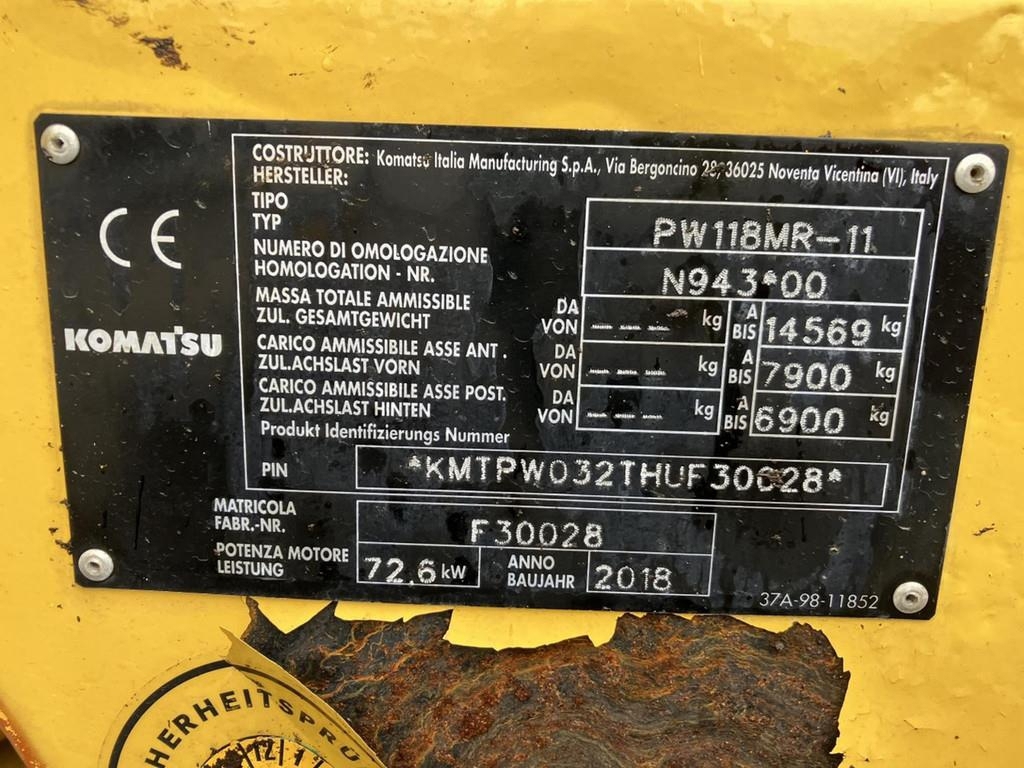 COSTRUTTORE: Komatsu Italia Manufacturing S.p.A., Via Bergoncino 28, 36025 Noventa Vicentina (VI), Italy
HERSTELLER:
CE
KOMATSU
TIPO
TYP
PW118MR-11
NUMERO DI OMOLOGAZIONE
HOMOLOGATION - NR.
N943*00
MASSA TOTALE AMMISSIBLE
ZUL. GESAMTGEWICHT
DA
VON
--- --- --- kg
A
BIS
14569 kg
CARICO AMMISSIBILE ASSE ANT.
ZUL.ACHSLAST VORN
DA
VON
--- --- --- kg
A
BIS
7900 kg
CARICO AMMISSIBILE ASSE POST.
ZUL.ACHSLAST HINTEN
DA
VON
--- --- --- kg
A
BIS
6900 kg
Produkt Identifizierungs Nummer
PIN
*KMTPW032THUF30028*
MATRICOLA
FABR.-NR.
F30028
POTENZA MOTORE
LEISTUNG
72,6 kW
ANNO
BAUJAHR
2018
37A-98-11852
CHERHEITSPRÜ
12 1